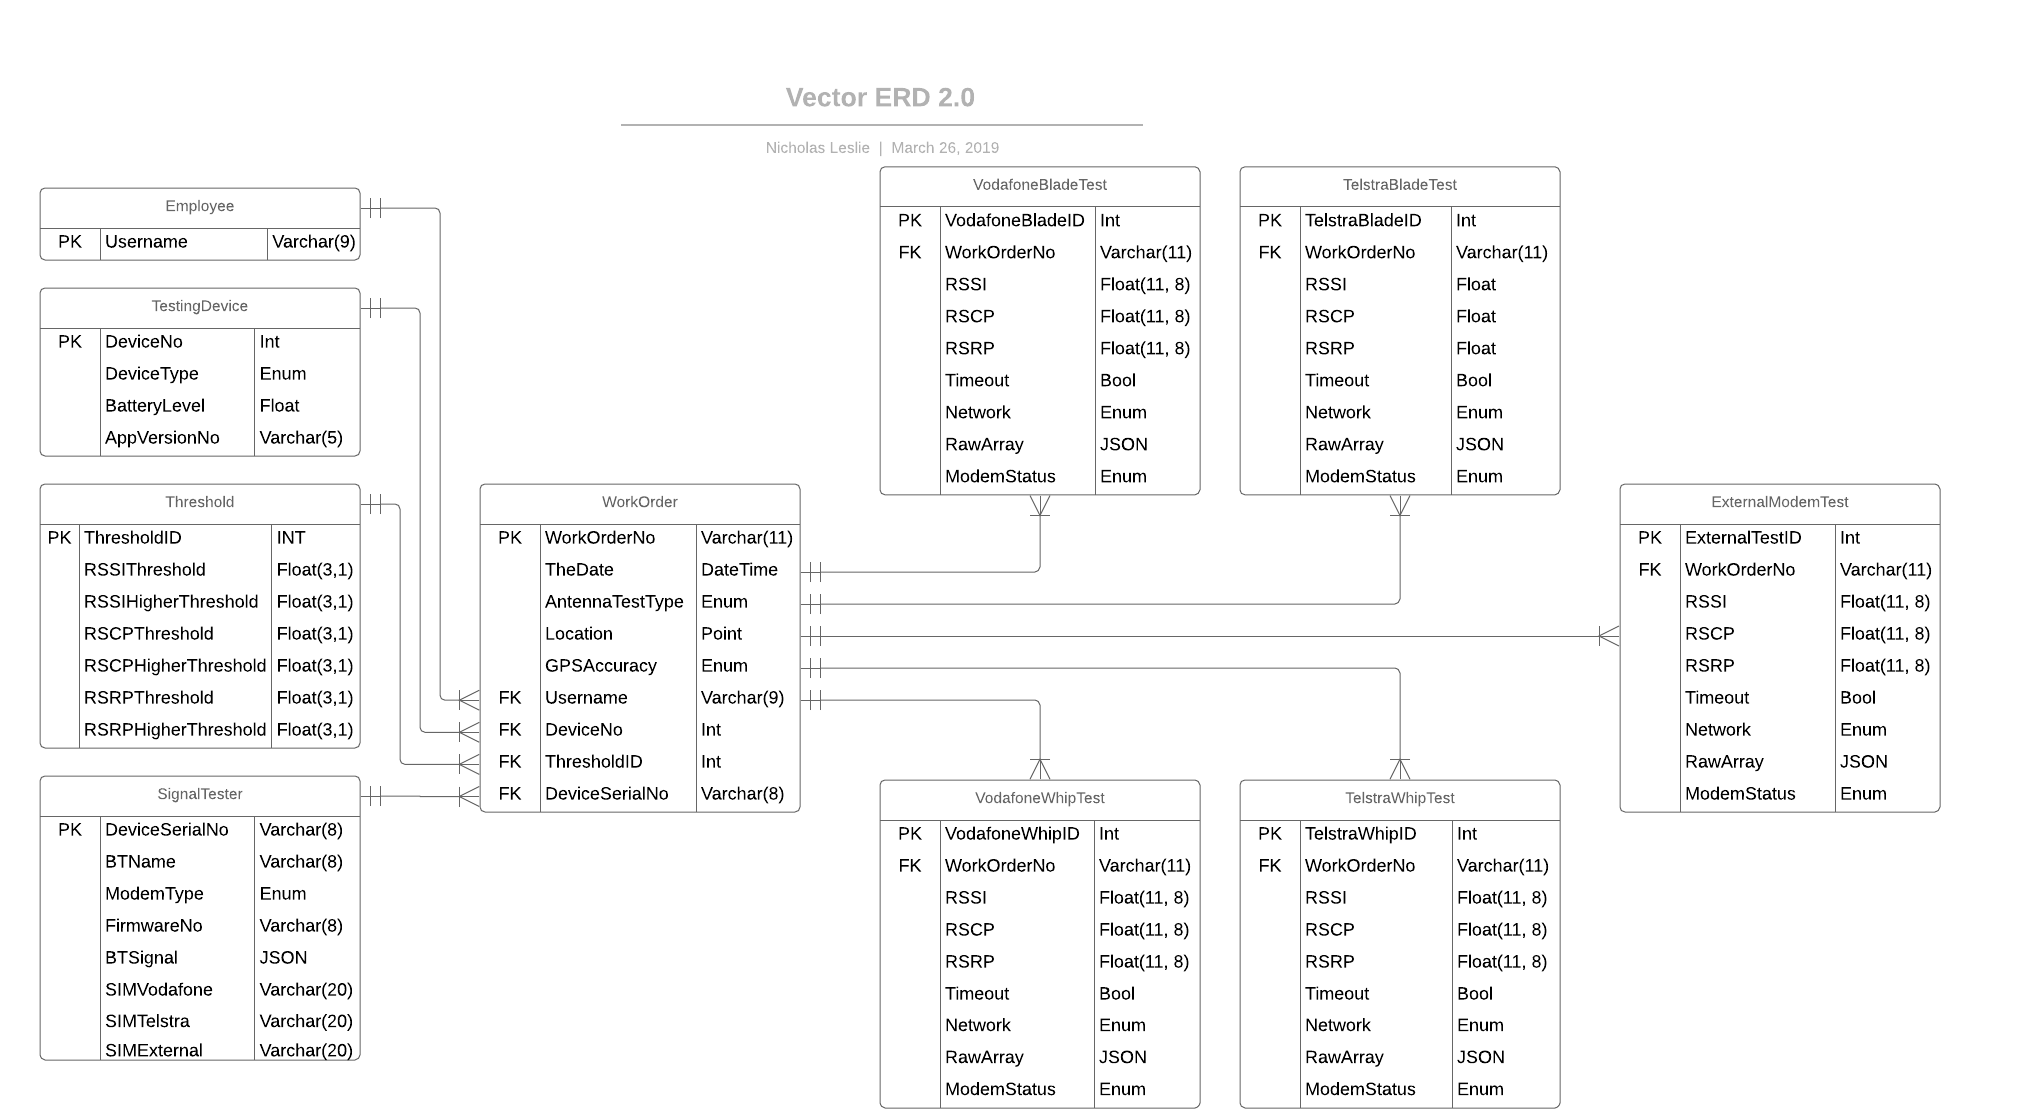 Vector ERD 2.0
Nicholas Leslie | March 26, 2019
Employee
PK Username Varchar(9)
TestingDevice
PK DeviceNo Int
DeviceType Enum
BatteryLevel Float
AppVersionNo Varchar(5)
Threshold
PK ThresholdID INT
RSSIThreshold Float(3,1)
RSSIHigherThreshold Float(3,1)
RSCPThreshold Float(3,1)
RSCPHigherThreshold Float(3,1)
RSRPThreshold Float(3,1)
RSRPHigherThreshold Float(3,1)
SignalTester
PK DeviceSerialNo Varchar(8)
BTName Varchar(8)
ModemType Enum
FirmwareNo Varchar(8)
BTSignal JSON
SIMVodafone Varchar(20)
SIMTelstra Varchar(20)
SIMExternal Varchar(20)
WorkOrder
PK WorkOrderNo Varchar(11)
TheDate DateTime
AntennaTestType Enum
Location Point
GPSAccuracy Enum
FK Username Varchar(9)
FK DeviceNo Int
FK ThresholdID Int
FK DeviceSerialNo Varchar(8)
VodafoneBladeTest
PK VodafoneBladeID Int
FK WorkOrderNo Varchar(11)
RSSI Float(11, 8)
RSCP Float(11, 8)
RSRP Float(11, 8)
Timeout Bool
Network Enum
RawArray JSON
ModemStatus Enum
TelstraBladeTest
PK TelstraBladeID Int
FK WorkOrderNo Varchar(11)
RSSI Float
RSCP Float
RSRP Float
Timeout Bool
Network Enum
RawArray JSON
ModemStatus Enum
ExternalModemTest
PK ExternalTestID Int
FK WorkOrderNo Varchar(11)
RSSI Float(11, 8)
RSCP Float(11, 8)
RSRP Float(11, 8)
Timeout Bool
Network Enum
RawArray JSON
ModemStatus Enum
VodafoneWhipTest
PK VodafoneWhipID Int
FK WorkOrderNo Varchar(11)
RSSI Float(11, 8)
RSCP Float(11, 8)
RSRP Float(11, 8)
Timeout Bool
Network Enum
RawArray JSON
ModemStatus Enum
TelstraWhipTest
PK TelstraWhipID Int
FK WorkOrderNo Varchar(11)
RSSI Float(11, 8)
RSCP Float(11, 8)
RSRP Float(11, 8)
Timeout Bool
Network Enum
RawArray JSON
ModemStatus Enum